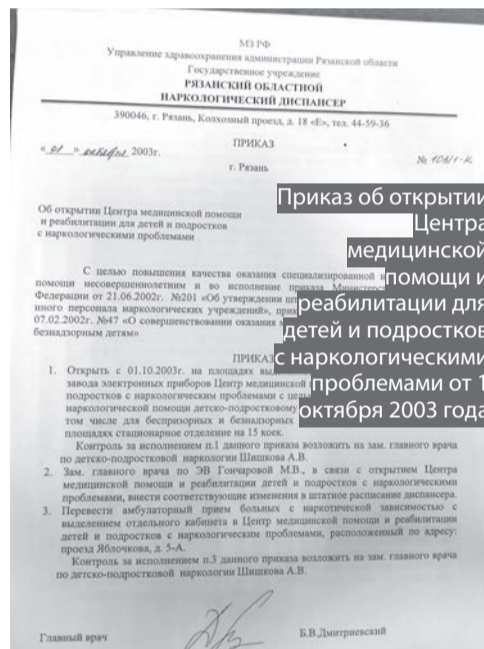 МЗ РФ
Управление здравоохранения администрации Рязанской области
Государственное учреждение
РЯЗАНСКИЙ ОБЛАСТНОЙ
НАРКОЛОГИЧЕСКИЙ ДИСПАНСЕР
390046, г. Рязань, Колхозный проезд, д. 18 «Е», тел. 44-59-36
ПРИКАЗ
«01» октября 2003г.
№
г. Рязань
Об открытии Центра медицинской помощи
и реабилитации для детей и подростков
с наркологическими проблемами
Приказ об открытии
Центра
медицинской
помощи и
реабилитации для
детей и подростков
с наркологическими
проблемами от 1
октября 2003 года
С целью повышения качества оказания специализированной
помощи несовершеннолетним и во исполнение приказа
Федерации от 21.06.2002г. №201 «Об утверждении
ного персонала наркологических учреждений»,
07.02.2002г. №47 «О совершенствовании оказания
безнадзорным детям»
ПРИКАЗ
1. Открыть с 01.10.2003г. на площадях
завода электронных приборов Центр медицинской
подростков с наркологическим проблемами с
наркологической помощи детско-подростковому
том числе для беспризорных и безнадзорных
площадях стационарное отделение на 15 коек.
Контроль за исполнением п.1 данного приказа возложить на зам. главного врача
по детско-подростковой наркологии Шишкова А.В.
2. Зам. главного врача по ЭВ Гончаровой М.В., в связи с открытием Центра
медицинской помощи и реабилитации детей и подростков с наркологическими
проблемами, внести соответствующие изменения в штатное расписание диспансера.
3. Перевести амбулаторный прием больных с наркотической зависимостью с
выделением отдельного кабинета в Центр медицинской помощи и реабилитации
детей и подростков с наркологическим проблемами, расположенный по адресу:
проезд Яблочкова, д. 5-А.
Контроль за исполнением п.3 данного приказа возложить на зам. главного врача
по детско-подростковой наркологии Шишкова А.В.
Главный врач
Б.В.Дмитриевский